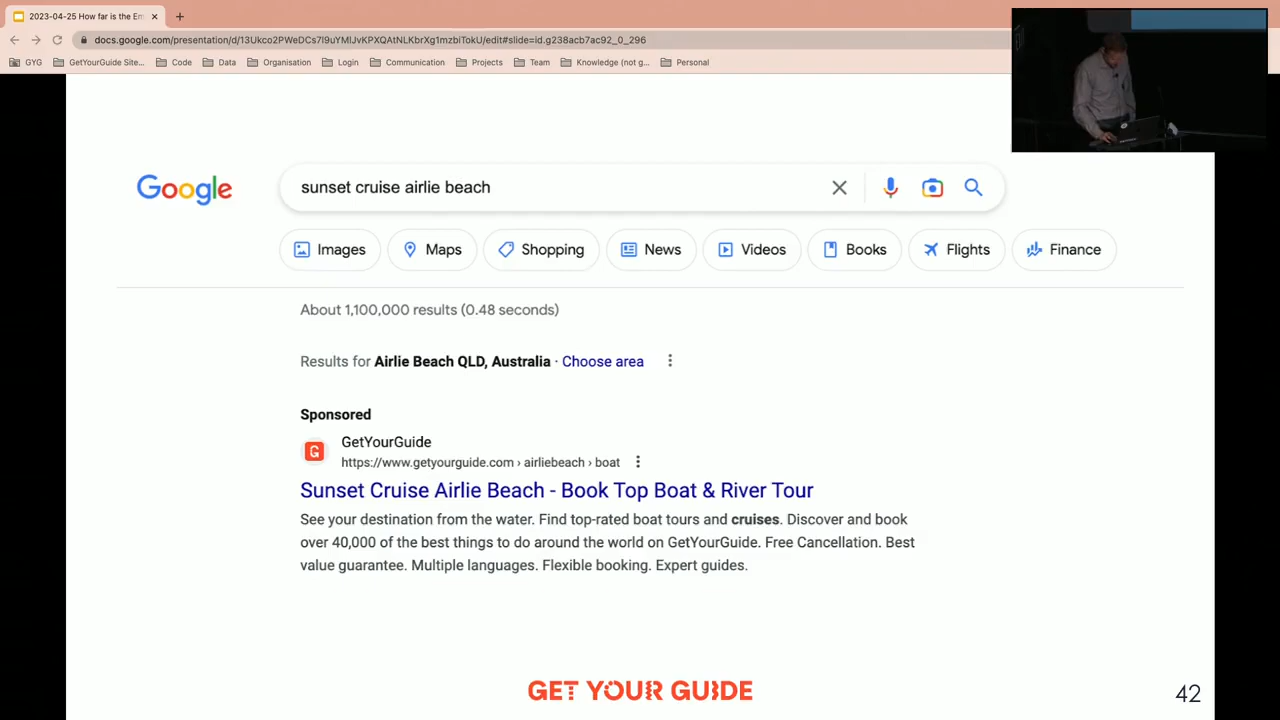 2023-04-25 How far is the Em
docs.google.com/presentation/d/13Ukco2PWeDCs7I9uYMlJvKPXQAtNLKbrXg1mzbITokU/edit#slide=id.g238acb7ac92_0_296
GYG GetYourGuide Site... Code Data Organisation Login Communication Projects Team Knowledge (not g... Personal
Google sunset cruise airlie beach
Images Maps Shopping News Videos Books Flights Finance
About 1,100,000 results (0.48 seconds)
Results for Airlie Beach QLD, Australia · Choose area
Sponsored
G GetYourGuide
https://www.getyourguide.com › airliebeach › boat
Sunset Cruise Airlie Beach - Book Top Boat & River Tour
See your destination from the water. Find top-rated boat tours and cruises. Discover and book
over 40,000 of the best things to do around the world on GetYourGuide. Free Cancellation. Best
value guarantee. Multiple languages. Flexible booking. Expert guides.
GET YOUR GUIDE
42